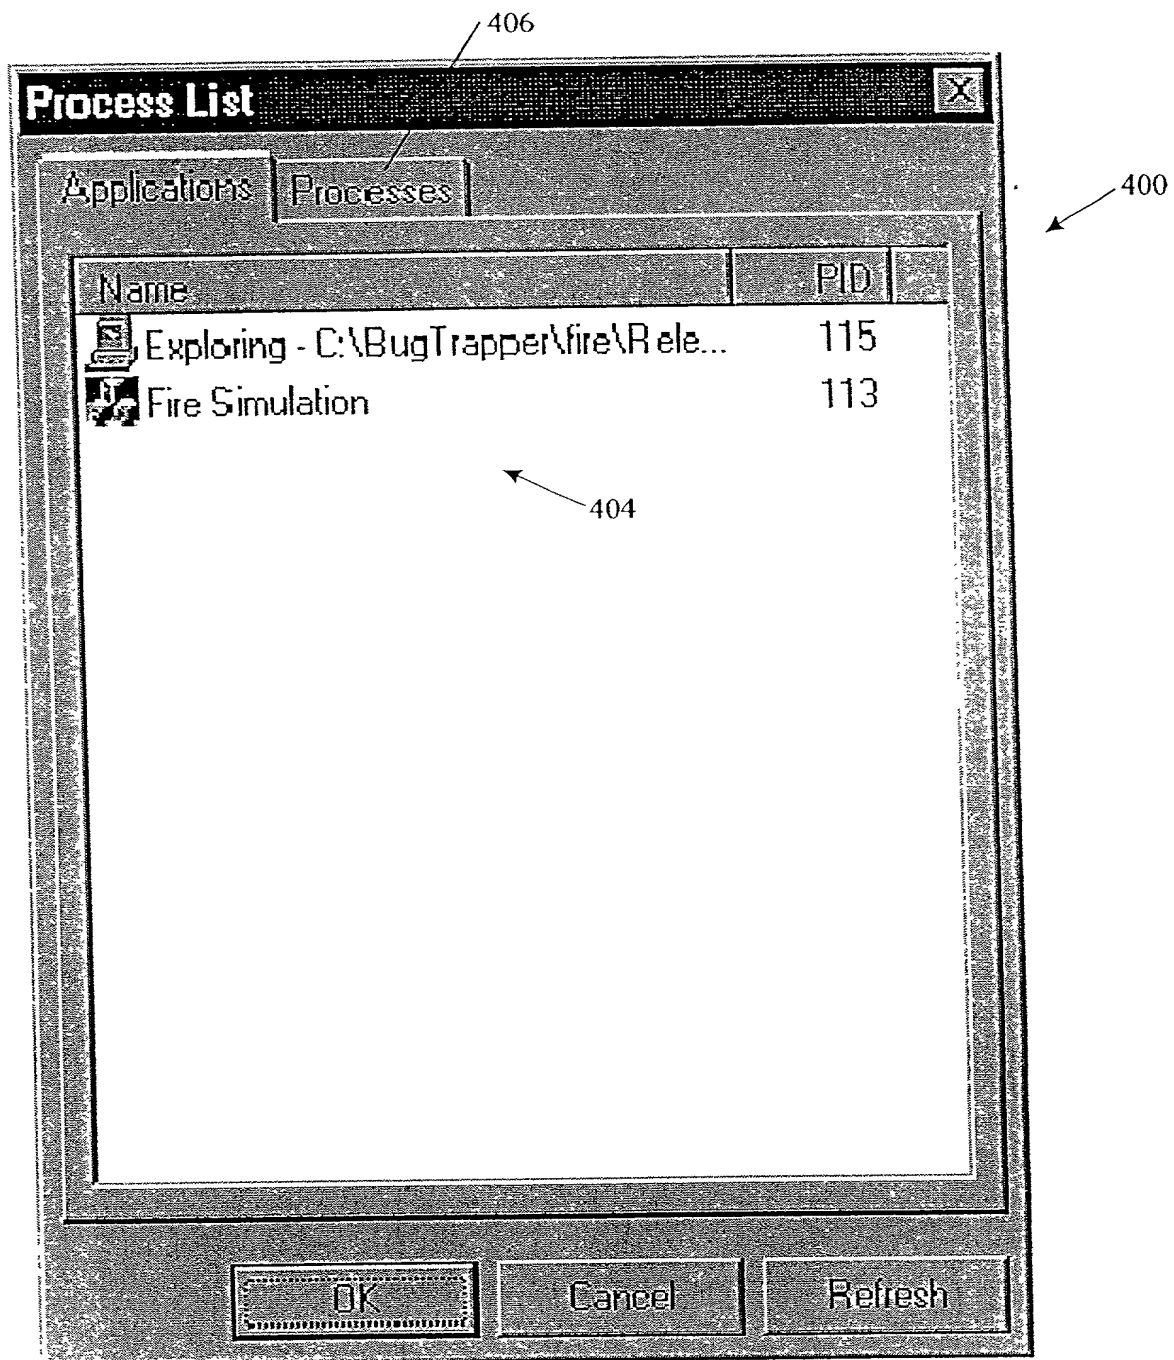 406
Process List
400
Applications Processes
Name PID
Exploring - C:\BugTrapper\fire\Rele... 115
Fire Simulation 113
404
OK Cancel Refresh